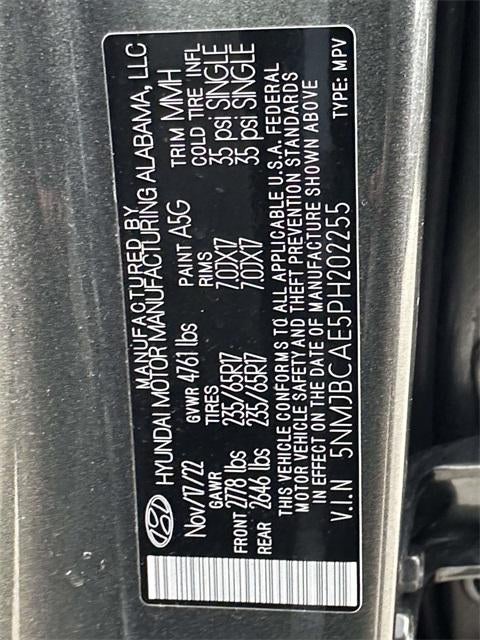 MANUFACTURED BY
HYUNDAI MOTOR MANUFACTURING ALABAMA, LLC
Nov/17/22 GVWR 4761 lbs PAINT A5G TRIM MMH
GAWR TIRES RIMS COLD TIRE INFL
FRONT 2778 lbs 235/65R17 7.0JX17 35 psi SINGLE
REAR 2646 lbs 235/65R17 7.0JX17 35 psi SINGLE
THIS VEHICLE CONFORMS TO ALL APPLICABLE U.S.A. FEDERAL
MOTOR VEHICLE SAFETY AND THEFT PREVENTION STANDARDS
IN EFFECT ON THE DATE OF MANUFACTURE SHOWN ABOVE
V.I.N 5NMJBCAE5PH202255 TYPE: MPV